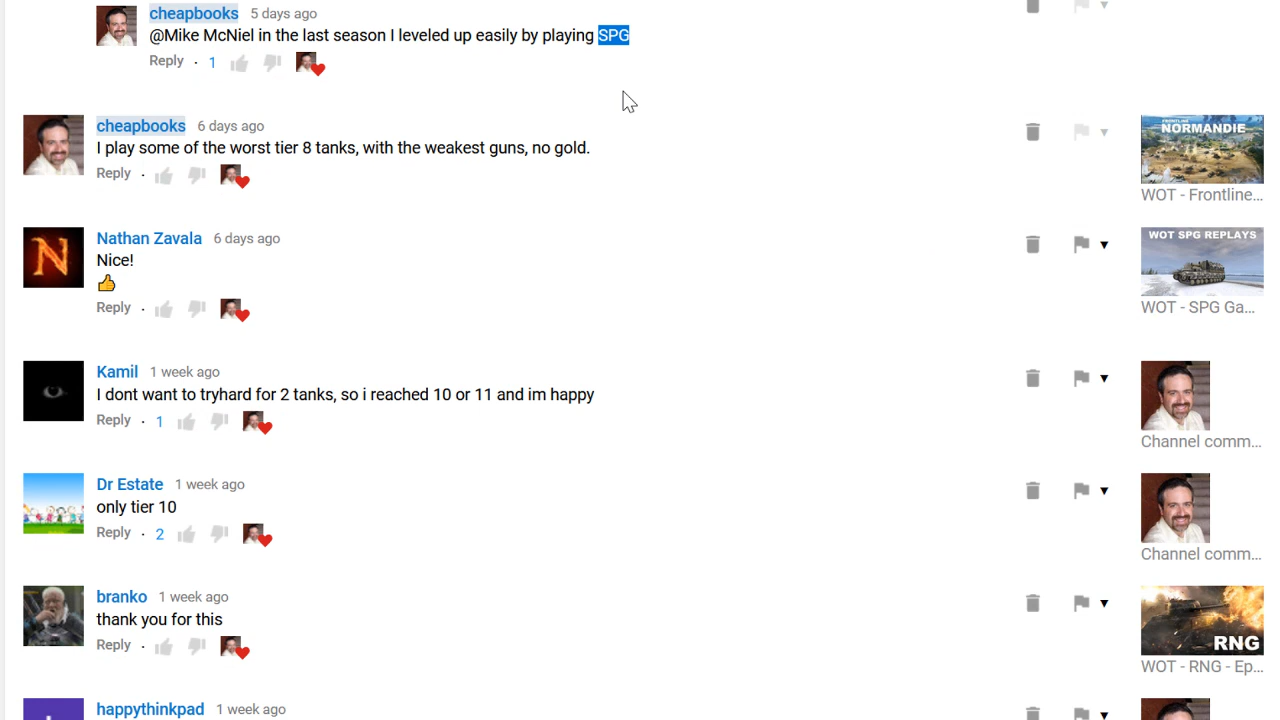 cheapbooks 5 days ago
@Mike McNiel in the last season I leveled up easily by playing SPG
Reply · 1
cheapbooks 6 days ago
I play some of the worst tier 8 tanks, with the weakest guns, no gold.
Reply ·
FRONTLINE
NORMANDIE
WOT - Frontline...
Nathan Zavala 6 days ago
Nice!
👍
Reply ·
N
WOT SPG REPLAYS
WOT - SPG Ga...
Kamil 1 week ago
I dont want to tryhard for 2 tanks, so i reached 10 or 11 and im happy
Reply · 1
Channel comm...
Dr Estate 1 week ago
only tier 10
Reply · 2
Channel comm...
branko 1 week ago
thank you for this
Reply ·
RNG
WOT - RNG - Ep...
happythinkpad 1 week ago